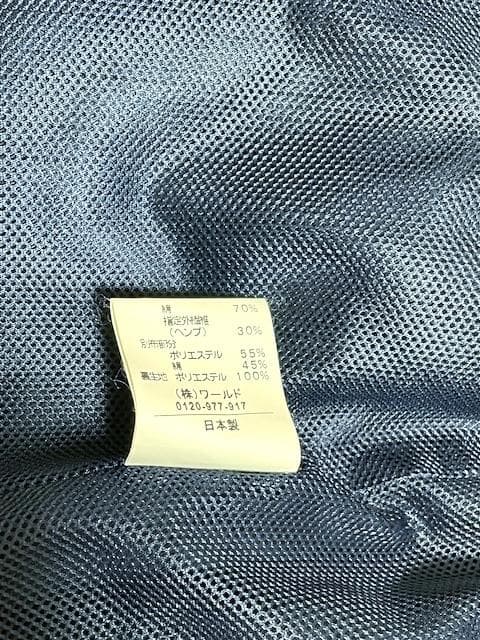 綿 70%
指定外繊維
(ヘンプ) 30%
別布部分
ポリエステル 55%
綿 45%
裏生地 ポリエステル 100%
(株)ワールド
0120-977-917
日本製